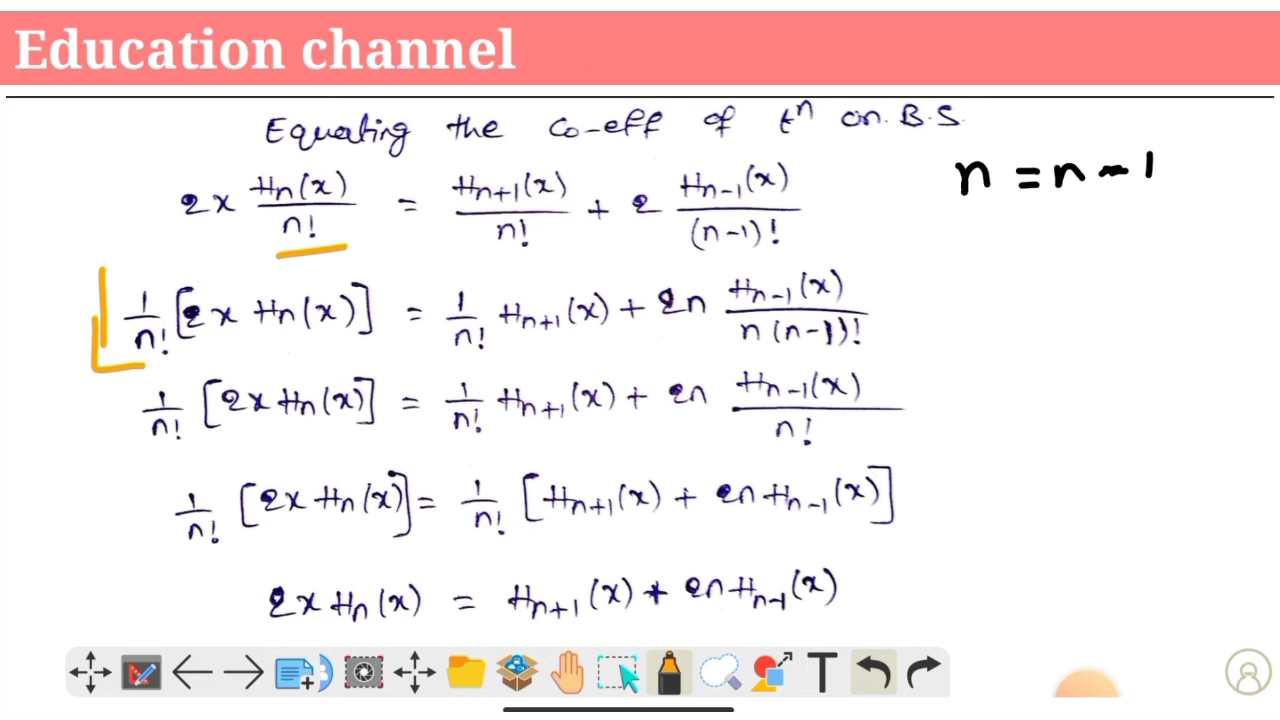 Education channel
Equating the Co-eff of t^n on. B.S.
n = n - 1
2x Hn(x)/n! = Hn+1(x)/n! + 2 Hn-1(x)/(n-1)!
1/n! [2x Hn(x)] = 1/n! Hn+1(x) + 2n Hn-1(x)/n(n-1)!
1/n! [2x Hn(x)] = 1/n! Hn+1(x) + 2n Hn-1(x)/n!
1/n! [2x Hn(x)] = 1/n! [Hn+1(x) + 2n Hn-1(x)]
2x Hn(x) = Hn+1(x) + 2n Hn-1(x)
T